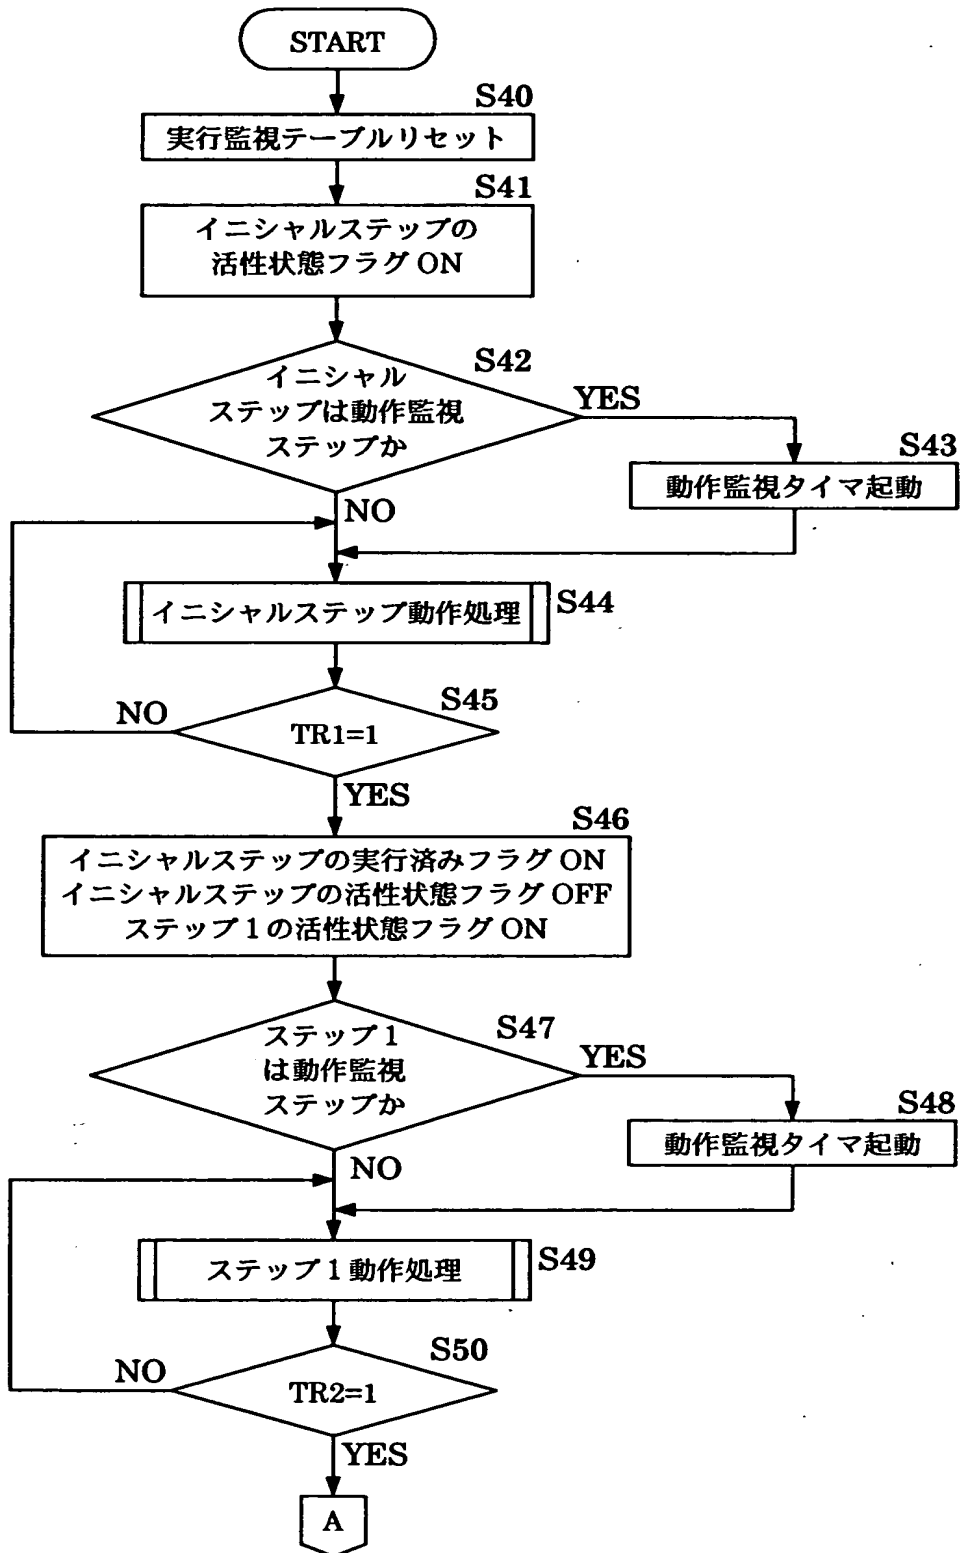 START
S40
実行監視テーブルリセット
S41
イニシャルステップの
活性状態フラグ ON
S42
イニシャル
ステップは動作監視
ステップか
YES
S43
動作監視タイマ起動
NO
イニシャルステップ動作処理
S44
S45
NO
TR1=1
YES
S46
イニシャルステップの実行済みフラグ ON
イニシャルステップの活性状態フラグ OFF
ステップ1の活性状態フラグ ON
S47
ステップ1
は動作監視
ステップか
YES
S48
動作監視タイマ起動
NO
ステップ1動作処理
S49
S50
NO
TR2=1
YES
A